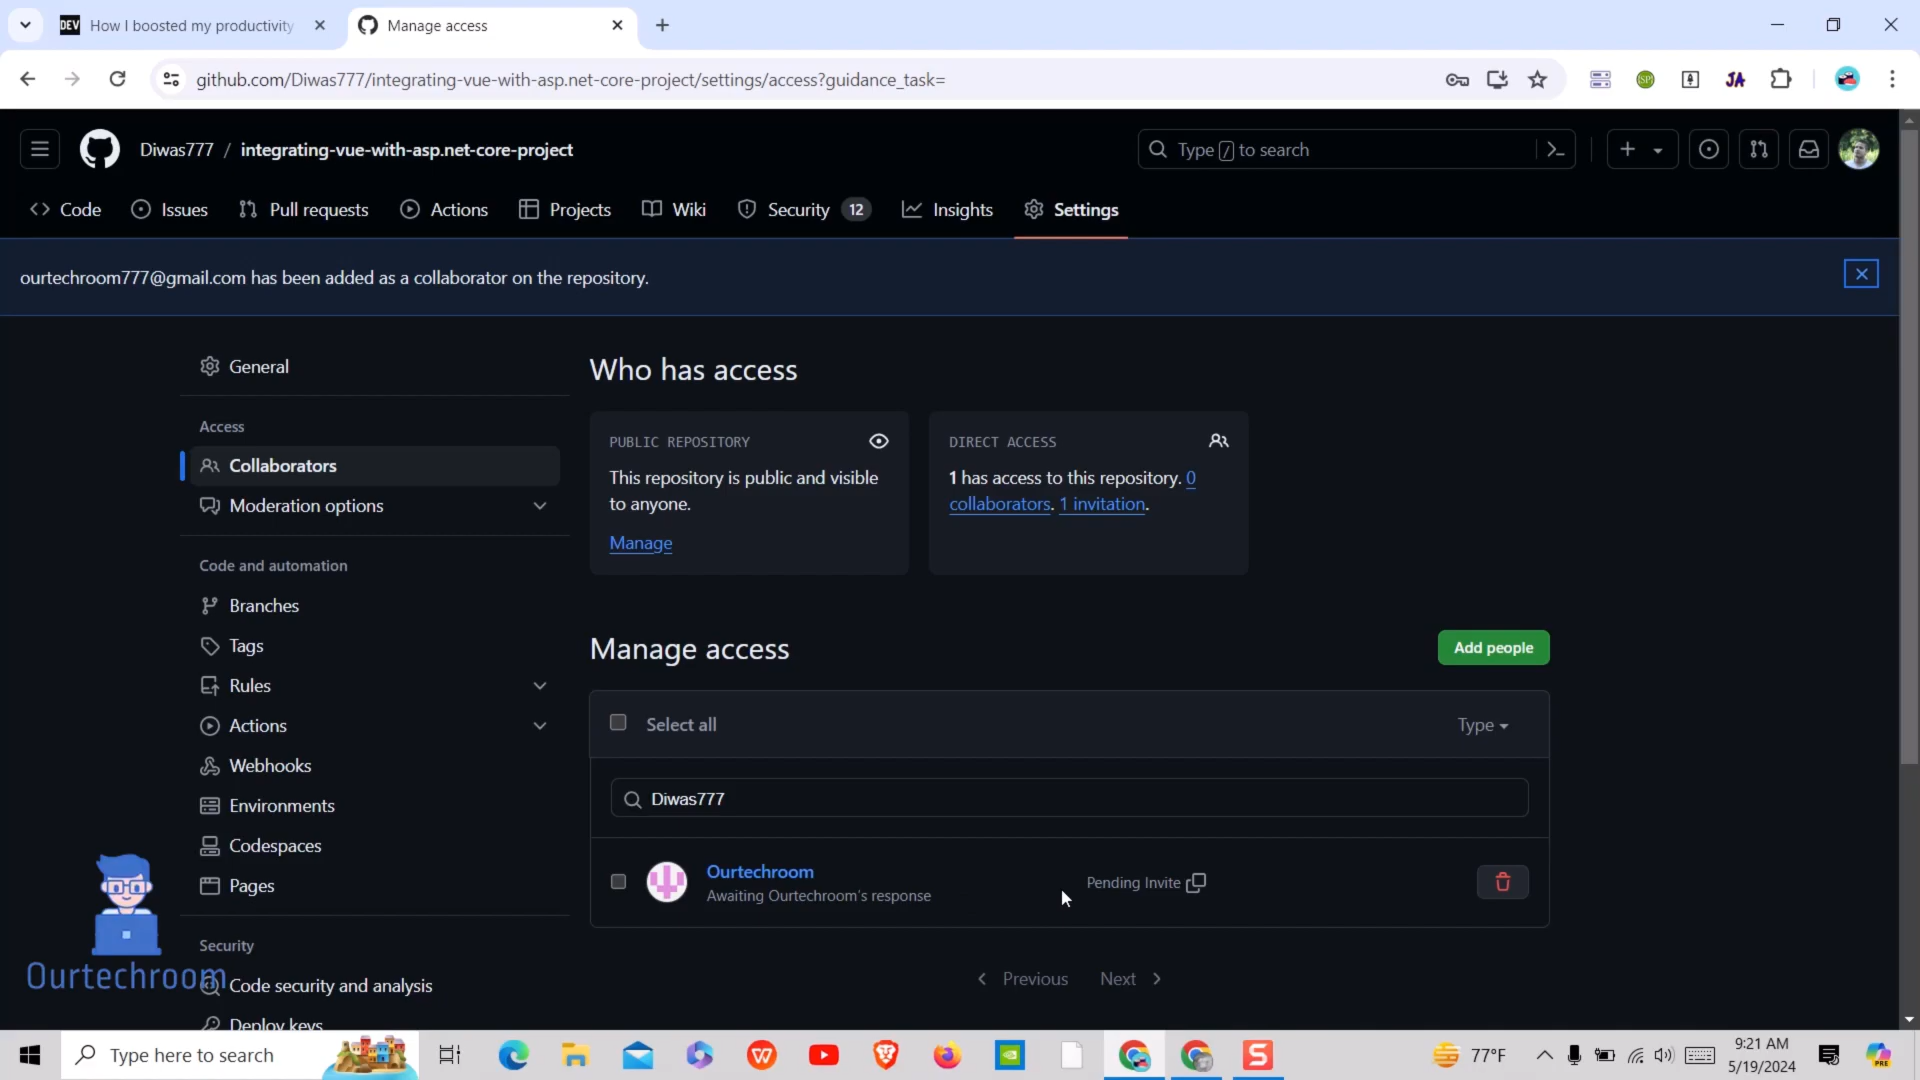 DEV How I boosted my productivity
Manage access
github.com/Diwas777/integrating-vue-with-asp.net-core-project/settings/access?guidance_task=
SP
JA
Diwas777 / integrating-vue-with-asp.net-core-project
Type / to search
Code
Issues
Pull requests
Actions
Projects
Wiki
Security 12
Insights
Settings
ourtechroom777@gmail.com has been added as a collaborator on the repository.
General
Access
Collaborators
Moderation options
Code and automation
Branches
Tags
Rules
Actions
Webhooks
Environments
Codespaces
Pages
Security
Code security and analysis
Deploy keys
Ourtechroom
Who has access
PUBLIC REPOSITORY
This repository is public and visible
to anyone.
Manage
DIRECT ACCESS
1 has access to this repository. 0
collaborators. 1 invitation.
Manage access
Add people
Select all
Type
Diwas777
Ourtechroom
Awaiting Ourtechroom's response
Pending Invite
Previous
Next
Type here to search
77°F
9:21 AM
5/19/2024
PRE